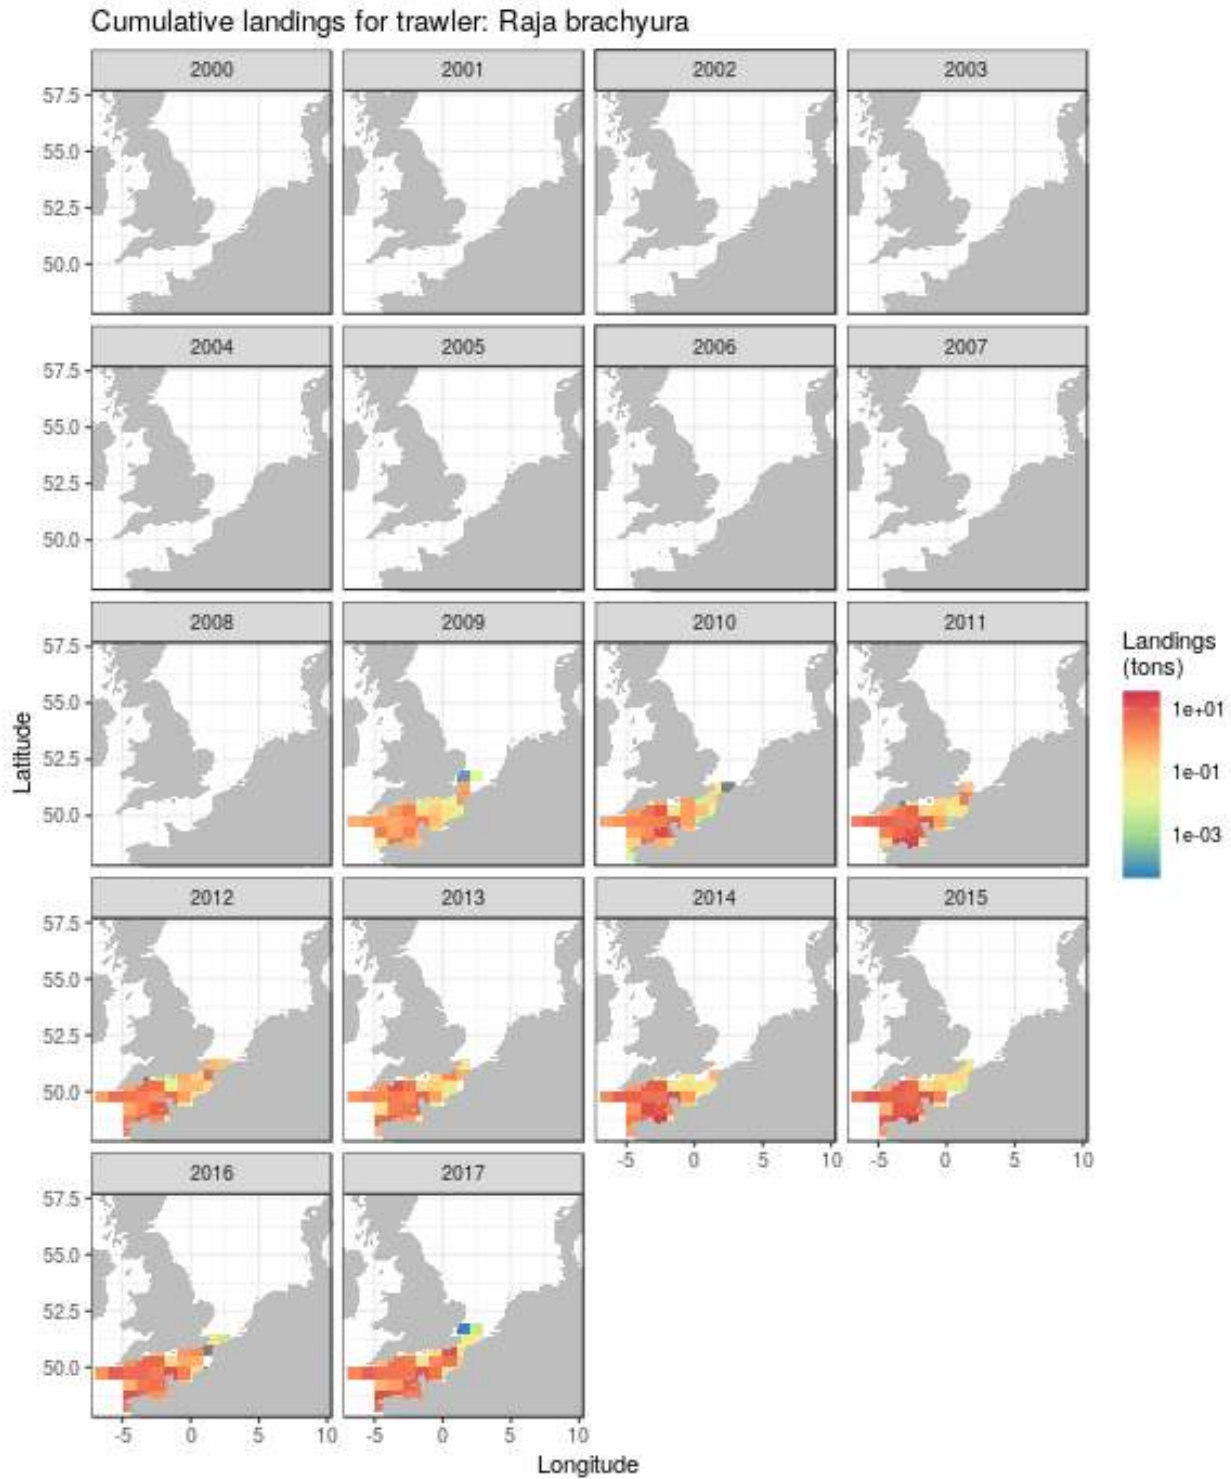 Cumulative landings for trawler: Raja brachyura
2000 2001 2002 2003
57.5
55.0
52.5
50.0
2004 2005 2006 2007
57.5
55.0
52.5
50.0
2008 2009 2010 2011
57.5
55.0
52.5
50.0
Latitude
Landings
(tons)
1e+01
1e-01
1e-03
2012 2013 2014 2015
57.5
55.0
52.5
50.0
-5 0 5 10 -5 0 5 10
2016 2017
57.5
55.0
52.5
50.0
-5 0 5 10 -5 0 5 10
Longitude